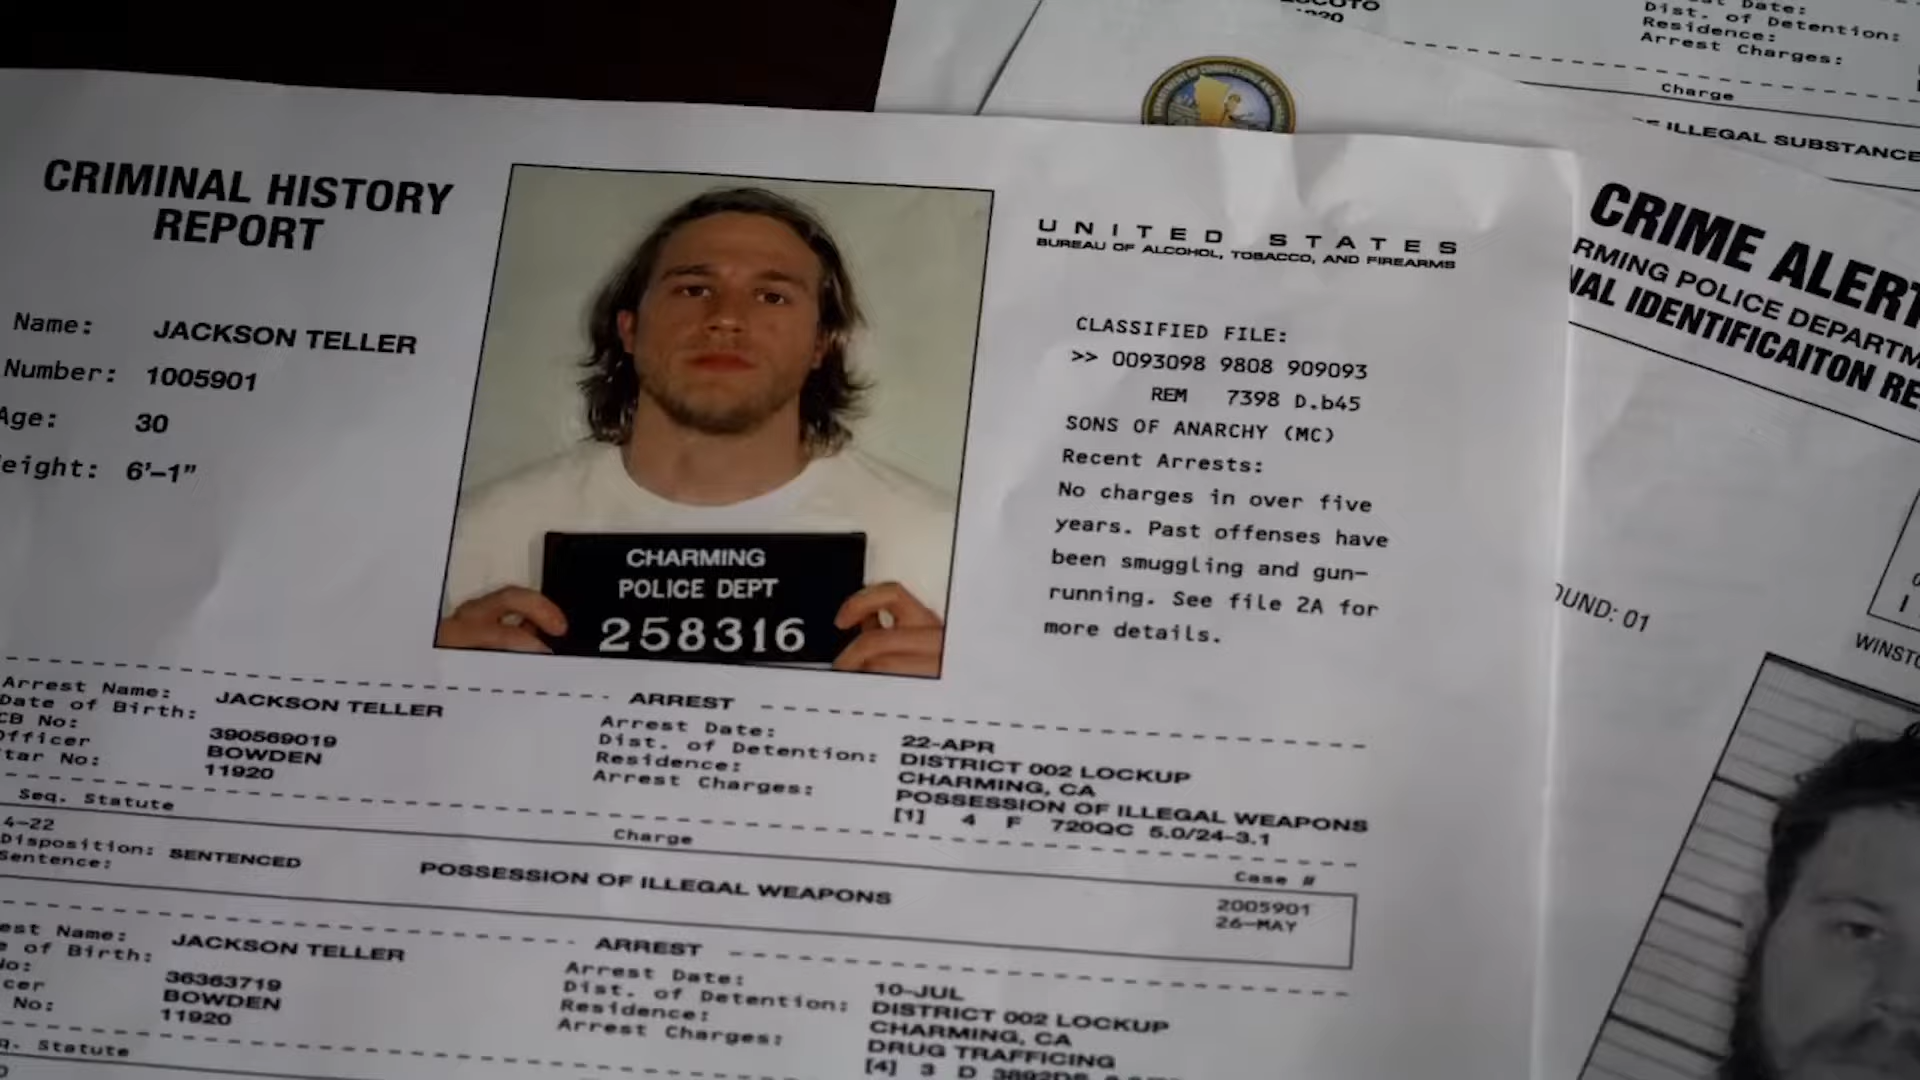 CRIMINAL HISTORY
REPORT
Name: JACKSON TELLER
Number: 1005901
Age: 30
eight: 6'-1"
CHARMING
POLICE DEPT
258316
UNITED STATES
BUREAU OF ALCOHOL, TOBACCO, AND FIREARMS
CLASSIFIED FILE:
>> 0093098 9808 909093
REM 7398 D.b45
SONS OF ANARCHY (MC)
Recent Arrests:
No charges in over five
years. Past offenses have
been smuggling and gun-
running. See file 2A for
more details.
Arrest Name: JACKSON TELLER
Date of Birth:
CB No: 390569019
Officer BOWDEN
tar No: 11920
ARREST
Arrest Date: 22-APR
Dist. of Detention: DISTRICT 002 LOCKUP
Residence: CHARMING, CA
Arrest Charges: POSSESSION OF ILLEGAL WEAPONS
[1] 4 F 720QC 5.0/24-3.1
Seq. Statute Charge Case #
4-22
Disposition: SENTENCED
Sentence:
POSSESSION OF ILLEGAL WEAPONS
2005901
26-MAY
est Name: JACKSON TELLER
of Birth:
No: 36363719
cer BOWDEN
No: 11920
ARREST
Arrest Date: 10-JUL
Dist. of Detention: DISTRICT 002 LOCKUP
Residence: CHARMING, CA
Arrest Charges: DRUG TRAFFICING
[4] 3 D
q. Statute
st Date:
Dist. of Detention:
Residence:
Arrest Charges:
Charge
ILLEGAL SUBSTANCE
CRIME ALERT
RMING POLICE DEPARTM
NAL IDENTIFICAITON RE
OUND: 01
WINSTO